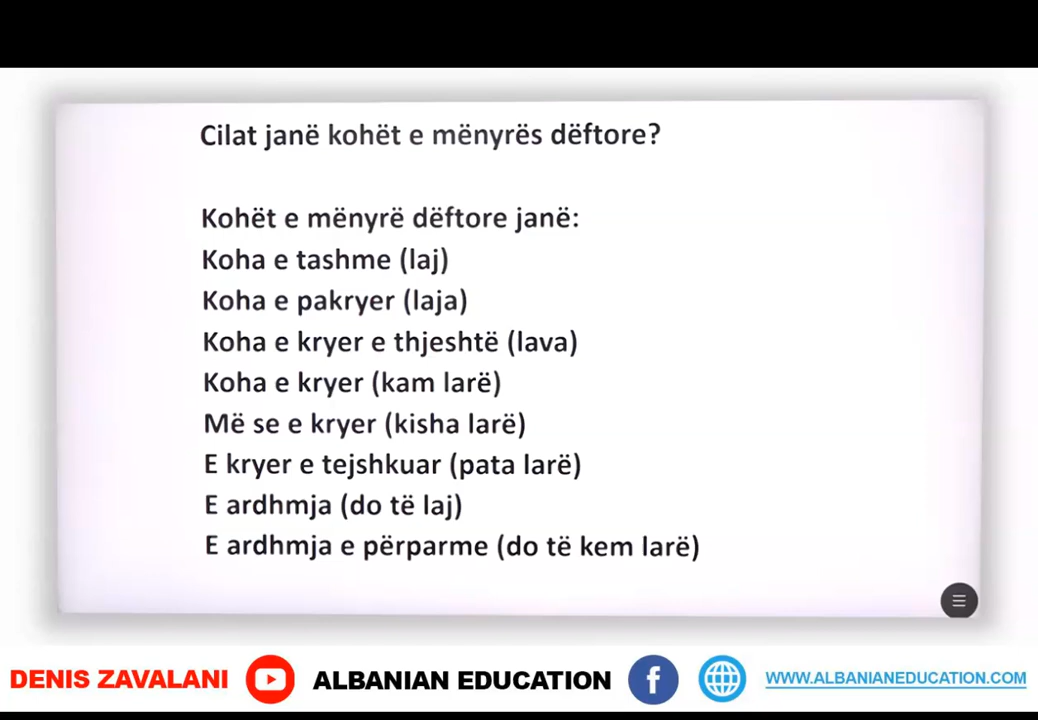 Cilat janë kohët e mënyrës dëftore?
Kohët e mënyrë dëftore janë:
Koha e tashme (laj)
Koha e pakryer (laja)
Koha e kryer e thjeshtë (lava)
Koha e kryer (kam larë)
Më se e kryer (kisha larë)
E kryer e tejshkuar (pata larë)
E ardhmja (do të laj)
E ardhmja e përparme (do të kem larë)
DENIS ZAVALANI ALBANIAN EDUCATION f WWW.ALBANIANEDUCATION.COM